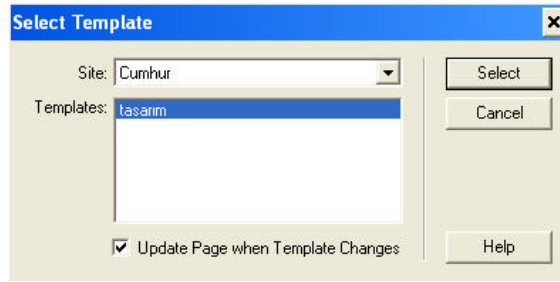 Select Template
Site: Cumhur
Select
Templates: tasarım
Cancel
Update Page when Template Changes
Help